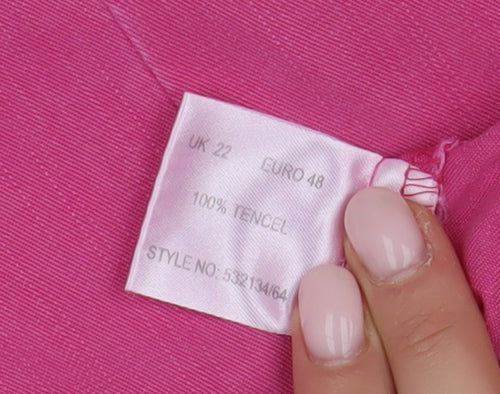 UK 22 EURO 48
100% TENCEL
STYLE NO: 532134/64